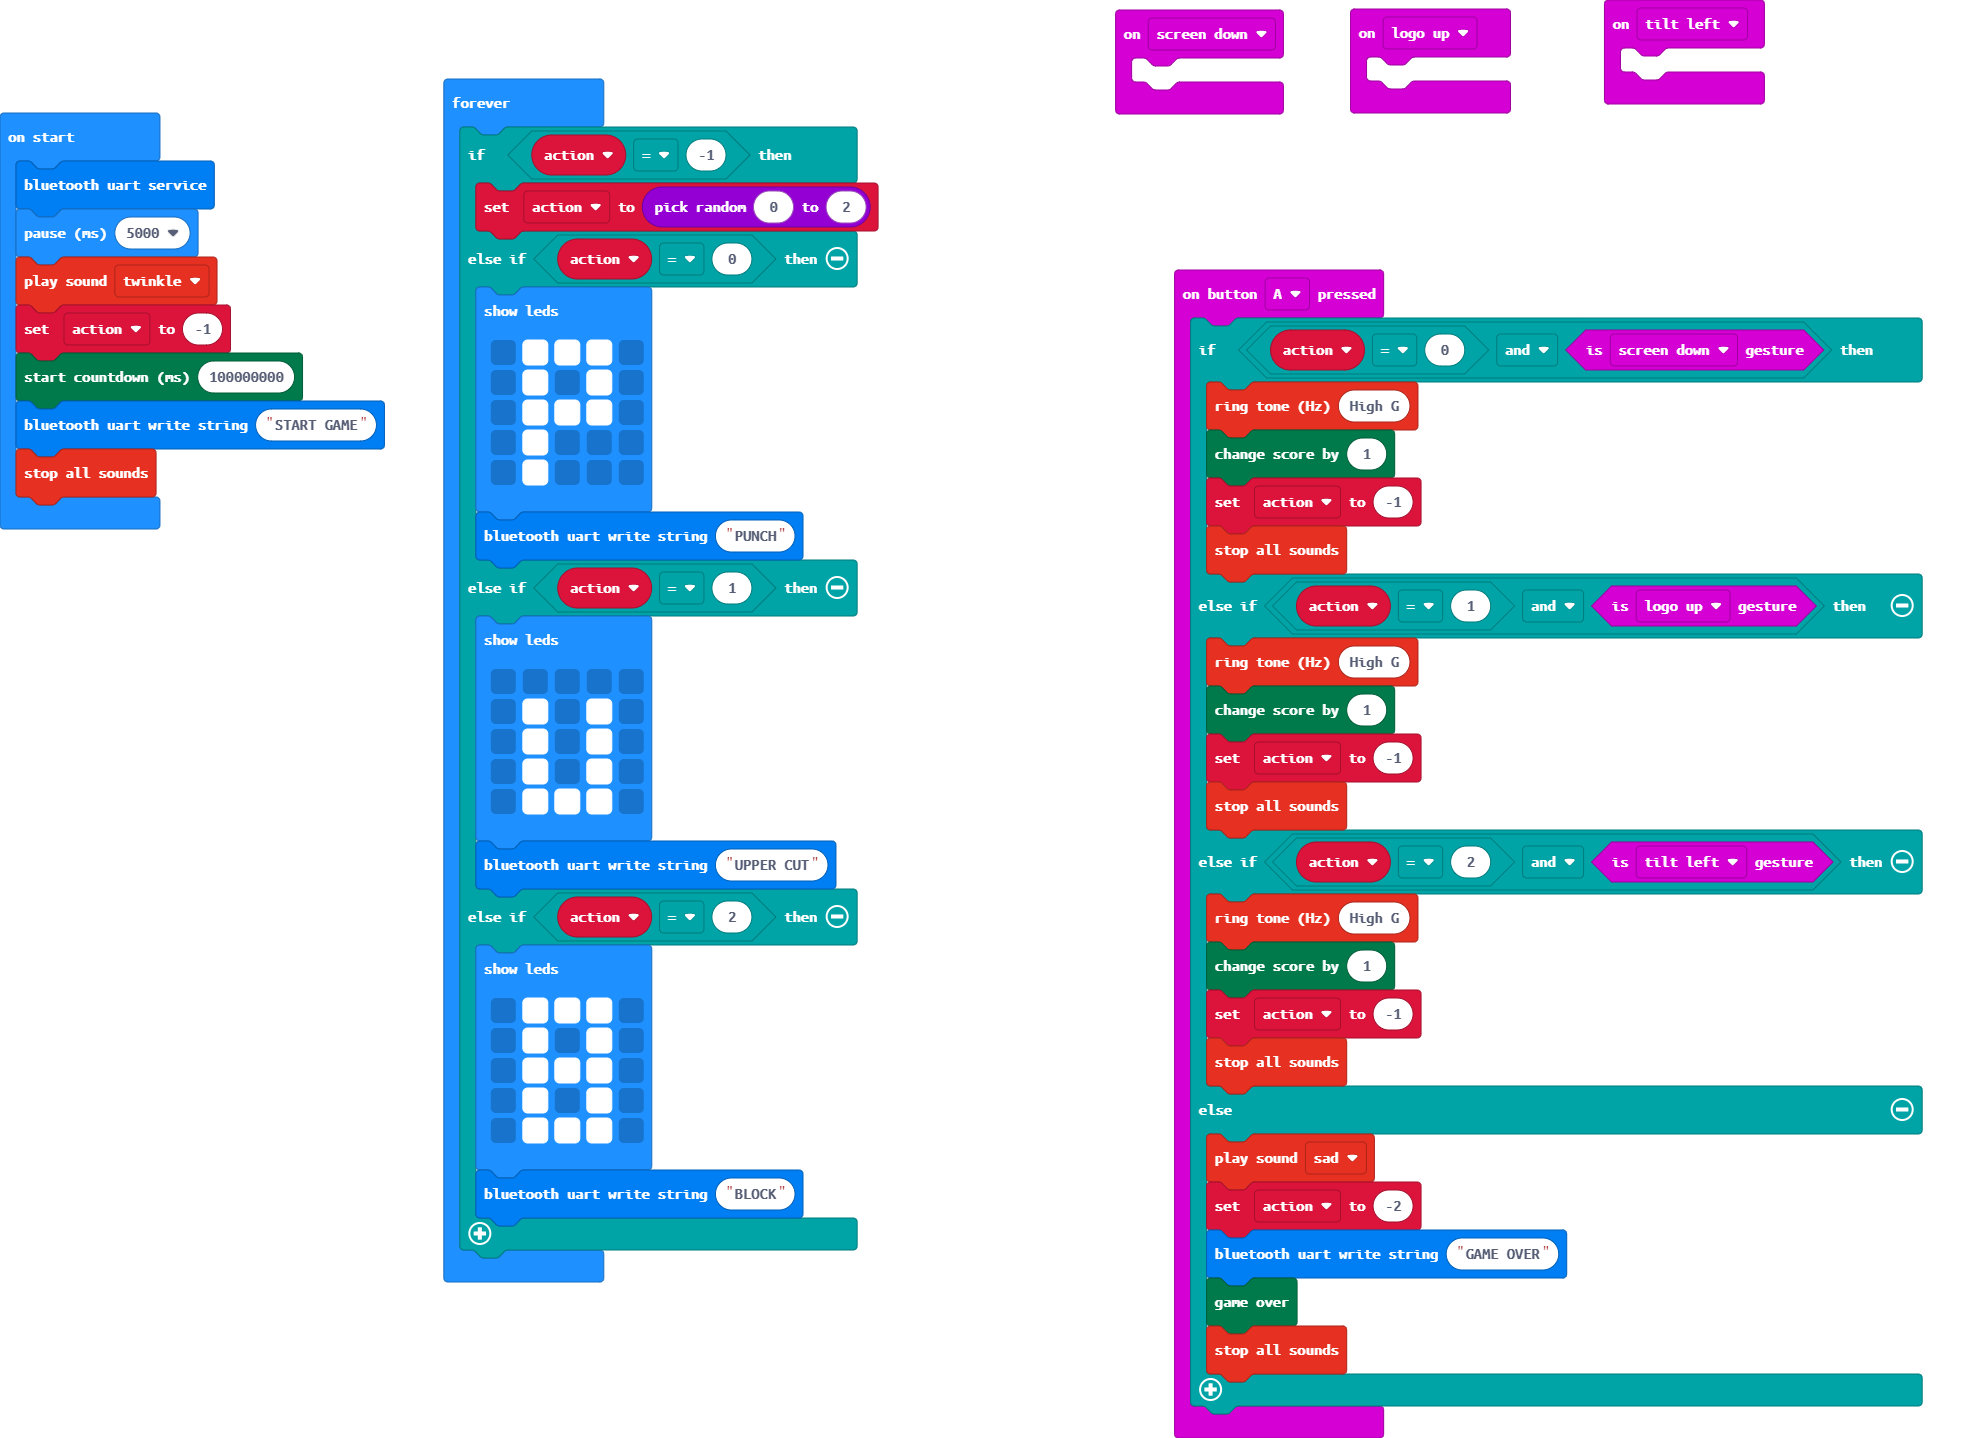 on start
bluetooth uart service
pause (ms) 5000
play sound twinkle
set action to -1
start countdown (ms) 100000000
bluetooth uart write string "START GAME"
stop all sounds
forever
if action = -1 then
set action to pick random 0 to 2
else if action = 0 then
show leds
bluetooth uart write string "PUNCH"
else if action = 1 then
show leds
bluetooth uart write string "UPPER CUT"
else if action = 2 then
show leds
bluetooth uart write string "BLOCK"
on screen down
on logo up
on tilt left
on button A pressed
if action = 0 and is screen down gesture then
ring tone (Hz) High G
change score by 1
set action to -1
stop all sounds
else if action = 1 and is logo up gesture then
ring tone (Hz) High G
change score by 1
set action to -1
stop all sounds
else if action = 2 and is tilt left gesture then
ring tone (Hz) High G
change score by 1
set action to -1
stop all sounds
else
play sound sad
set action to -2
bluetooth uart write string "GAME OVER"
game over
stop all sounds